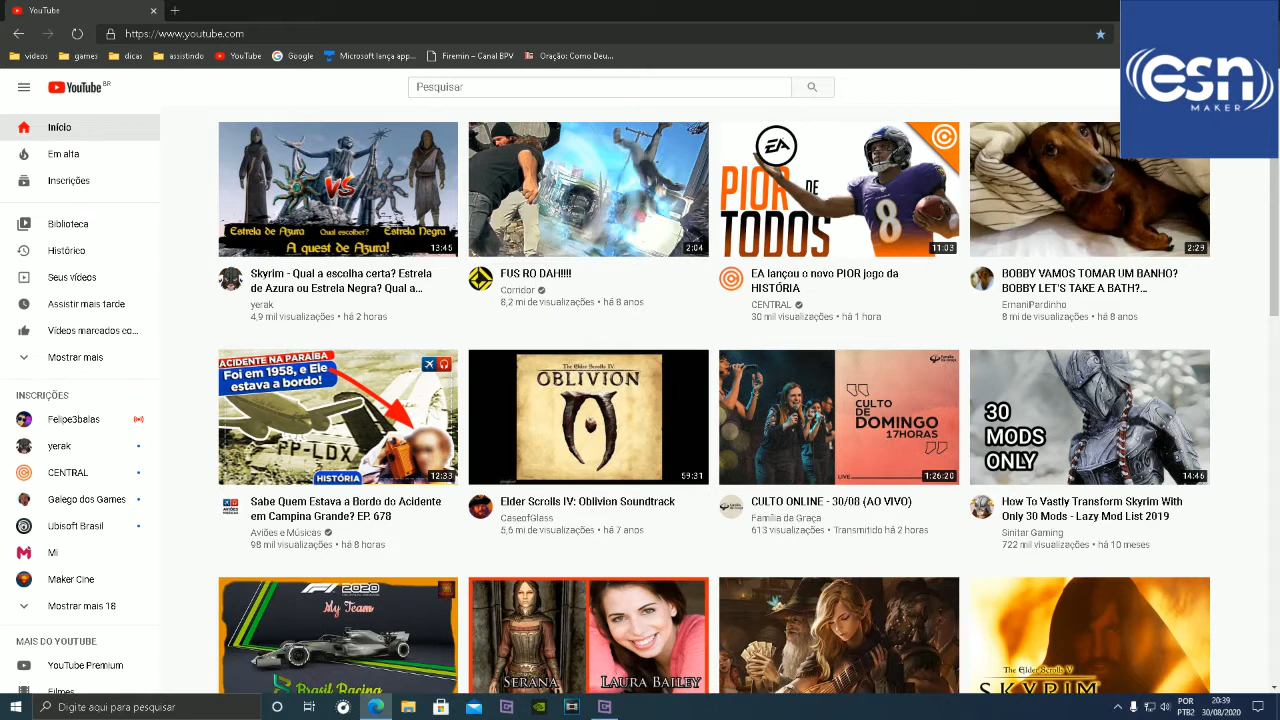 YouTube
https://www.youtube.com
videos
games
dicas
assistindo
YouTube
Google
Microsoft lança app...
Firemin – Canal BPV
Oração: Como Deu...
esn
MAKER
YouTube BR
Pesquisar
Início
Em alta
Inscrições
Biblioteca
Histórico
Seus vídeos
Assistir mais tarde
Vídeos marcados co...
Mostrar mais
INSCRIÇÕES
Felipe3balas
yerak
CENTRAL
Galego dos Games
Ubisoft Brasil
Mi
Maker Cine
Mostrar mais 18
MAIS DO YOUTUBE
YouTube Premium
Filmes
VS
Estrela de Azura
Qual escolher?
Estrela Negra
A quest de Azura!
13:45
Skyrim - Qual a escolha certa? Estrela
de Azura ou Estrela Negra? Qual a...
yerak
4,9 mil visualizações • há 2 horas
2:04
FUS RO DAH!!!!
Corridor
8,2 mi de visualizações • há 8 anos
EA
PIOR DE
TODOS
8
11:03
EA lançou o novo PIOR jogo da
HISTÓRIA
CENTRAL
30 mil visualizações • há 1 hora
2:29
BOBBY VAMOS TOMAR UM BANHO?
BOBBY LET'S TAKE A BATH?...
ErnaniPardinho
8 mi de visualizações • há 8 anos
ACIDENTE NA PARAÍBA
Foi em 1958, e Ele
estava a bordo!
PP-LDX
HISTÓRIA
12:33
Sabe Quem Estava a Bordo do Acidente
em Campina Grande? EP. 678
Aviões e Músicas
98 mil visualizações • há 8 horas
The Elder Scrolls IV
OBLIVION
59:31
Elder Scrolls IV: Oblivion Soundtrack
CaseofGlass
5,6 mi de visualizações • há 7 anos
Família da Graça
CULTO
DE
DOMINGO
17HORAS
LIVE
1:26:20
CULTO ONLINE - 30/08 (AO VIVO)
Família da Graça
613 visualizações • Transmitido há 2 horas
30
MODS
ONLY
14:46
How To Vastly Transform Skyrim With
Only 30 Mods - Lazy Mod List 2019
Sinitar Gaming
722 mil visualizações • há 10 meses
F1 2020
My Team
Brasil Racing
SERANA
LAURA BAILEY
The Elder Scrolls V
SKYRIM
Digite aqui para pesquisar
POR
PTB2
20:39
30/08/2020